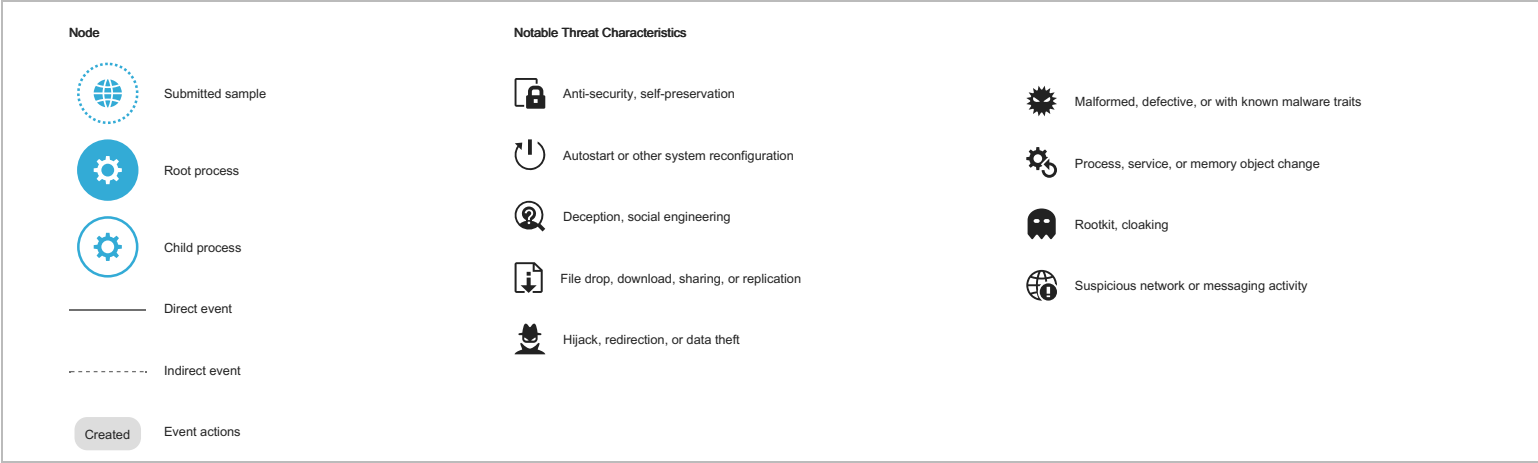 Node
Submitted sample
Root process
Child process
Direct event
Indirect event
Created
Event actions
Notable Threat Characteristics
Anti-security, self-preservation
Autostart or other system reconfiguration
Deception, social engineering
File drop, download, sharing, or replication
Hijack, redirection, or data theft
Malformed, defective, or with known malware traits
Process, service, or memory object change
Rootkit, cloaking
Suspicious network or messaging activity